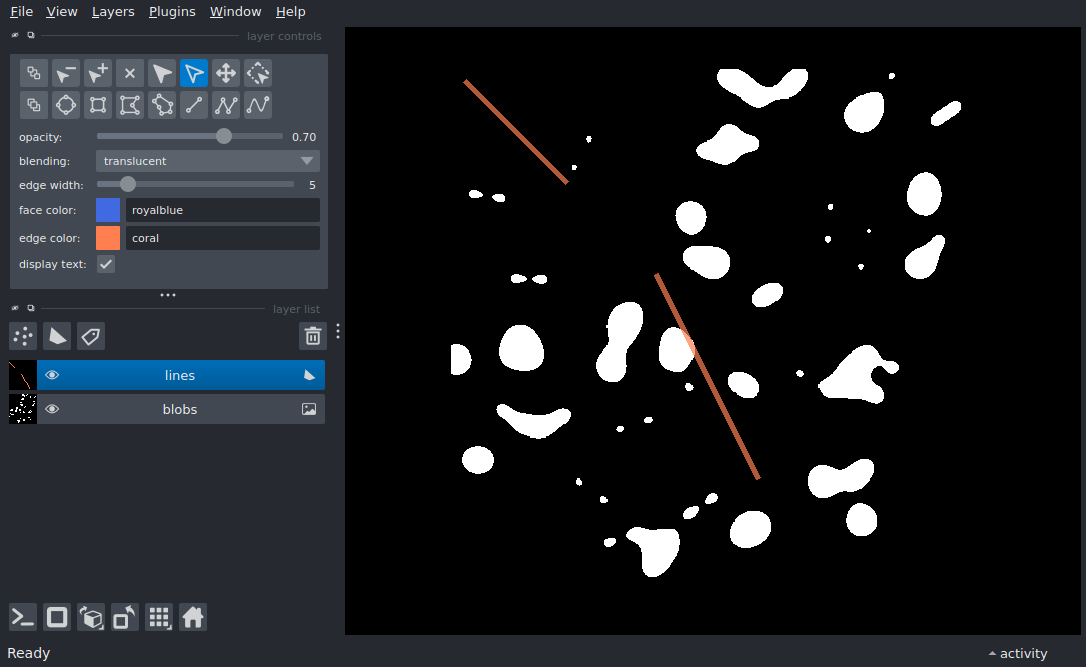 File View Layers Plugins Window Help
layer controls
opacity: 0.70
blending: translucent
edge width: 5
face color: royalblue
edge color: coral
display text:
layer list
lines
blobs
Ready
activity